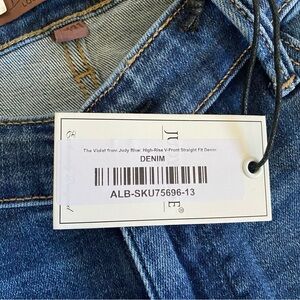 The Violet from Judy Blue: High-Rise V-Front Straight Fit Denim
DENIM
ALB-SKU75696-13